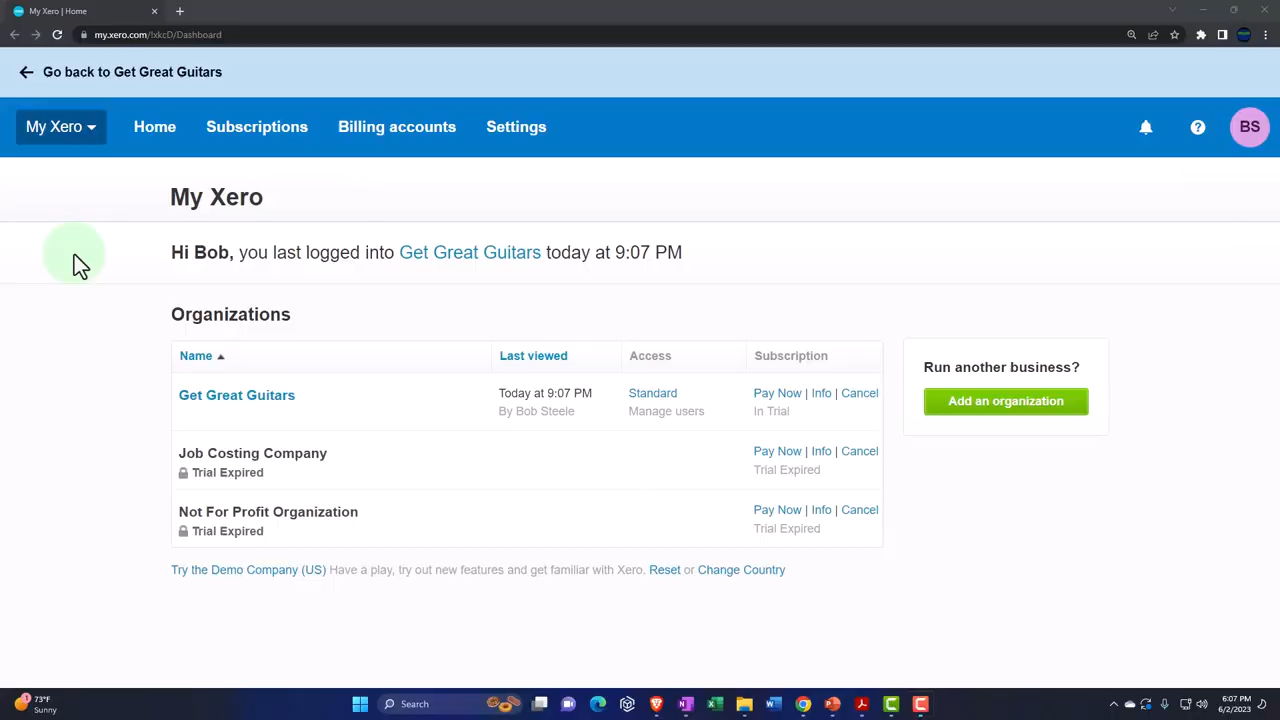 My Xero | Home
my.xero.com/!xkcD/Dashboard
Go back to Get Great Guitars
My Xero Home Subscriptions Billing accounts Settings BS
My Xero
Hi Bob, you last logged into Get Great Guitars today at 9:07 PM
Organizations
Name Last viewed Access Subscription
Get Great Guitars Today at 9:07 PM Standard Pay Now | Info | Cancel
By Bob Steele Manage users In Trial
Job Costing Company Pay Now | Info | Cancel
Trial Expired Trial Expired
Not For Profit Organization Pay Now | Info | Cancel
Trial Expired Trial Expired
Run another business?
Add an organization
Try the Demo Company (US) Have a play, try out new features and get familiar with Xero. Reset or Change Country
1 73°F
Sunny
Search
6:07 PM
6/2/2023